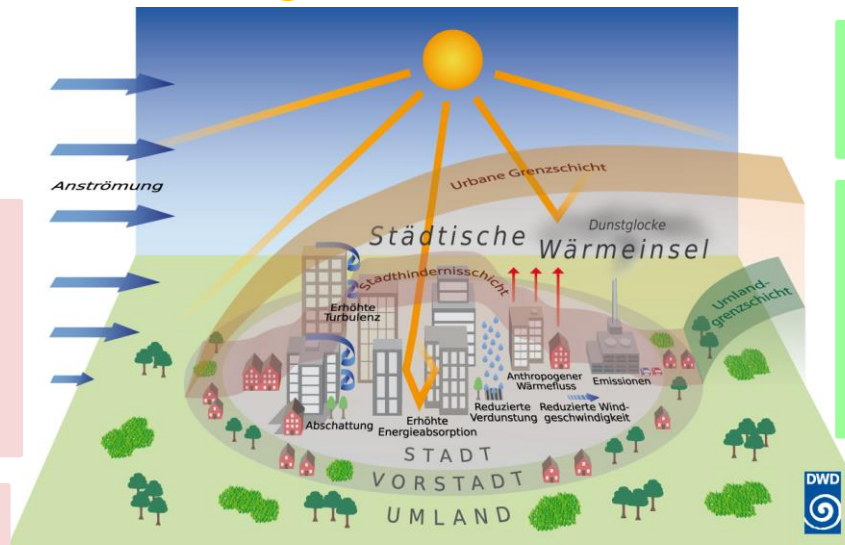 Anströmung
Urbane Grenzschicht
Dunstglocke
Städtische
Wärmeinsel
Stadthindernisschicht
Umland-
grenzschicht
Erhöhte
Turbulenz
Anthropogener
Wärmefluss
Emissionen
Abschattung
Erhöhte
Energieabsorption
Reduzierte
Verdunstung
Reduzierte Wind-
geschwindigkeit
STADT
VORSTADT
UMLAND
DWD